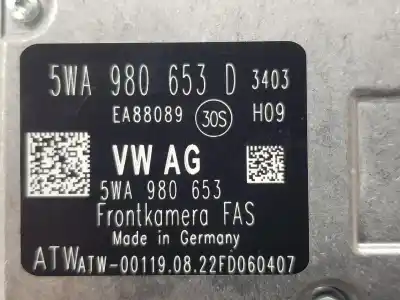 5WA 980 653 D 3403
EA88089 30S H09
VW AG
5WA 980 653
Frontkamera FAS
Made in Germany
ATW ATW-00119.08.22FD060407